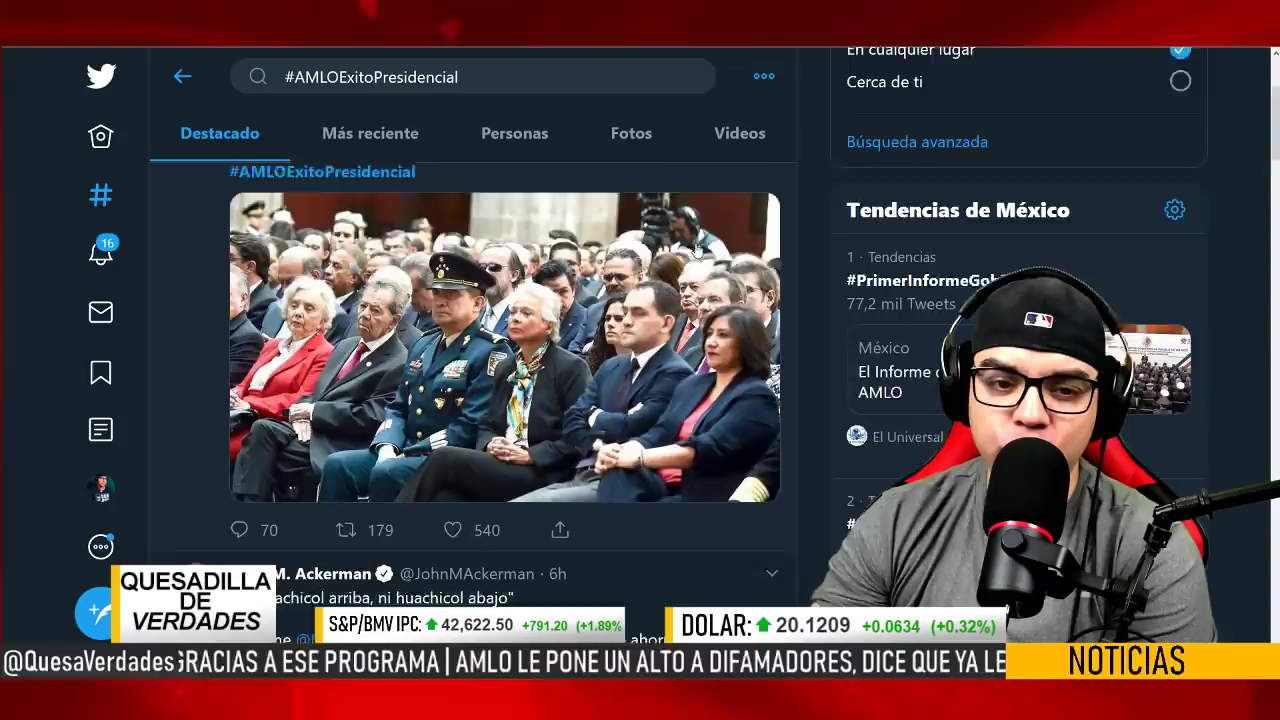 #AMLOExitoPresidencial
Destacado
Más reciente
Personas
Fotos
Videos
#AMLOExitoPresidencial
En cualquier lugar
Cerca de ti
Búsqueda avanzada
Tendencias de México
1 · Tendencias
#PrimerInformeGobi
77,2 mil Tweets
México
El Informe
AMLO
El Universal
2 ·
#
16
70
179
540
M. Ackerman @JohnMAckerman · 6h
achicol arriba, ni huachicol abajo"
ahor
QUESADILLA
DE
VERDADES
S&P/BMV IPC: 42,622.50 +791.20 (+1.89%)
DOLAR: 20.1209 +0.0634 (+0.32%)
@QuesaVerdades GRACIAS A ESE PROGRAMA | AMLO LE PONE UN ALTO A DIFAMADORES, DICE QUE YA LE
NOTICIAS